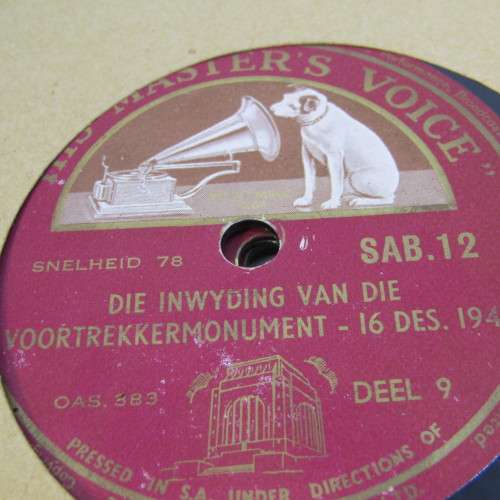 HIS MASTER'S VOICE"
SNELHEID 78
SAB.12
DIE INWYDING VAN DIE
VOORTREKKERMONUMENT - 16 DES. 194
OAS. 383
DEEL 9
PRESSED IN S.A. UNDER DIRECTIONS OF